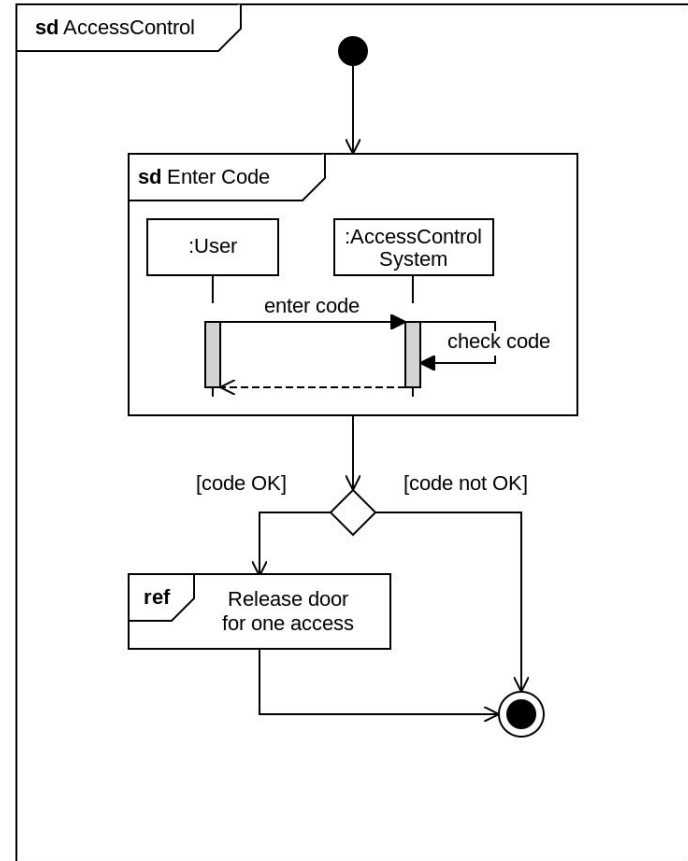 sd AccessControl
sd Enter Code
:User
:AccessControl
System
enter code
check code
[code OK]
[code not OK]
ref
Release door
for one access